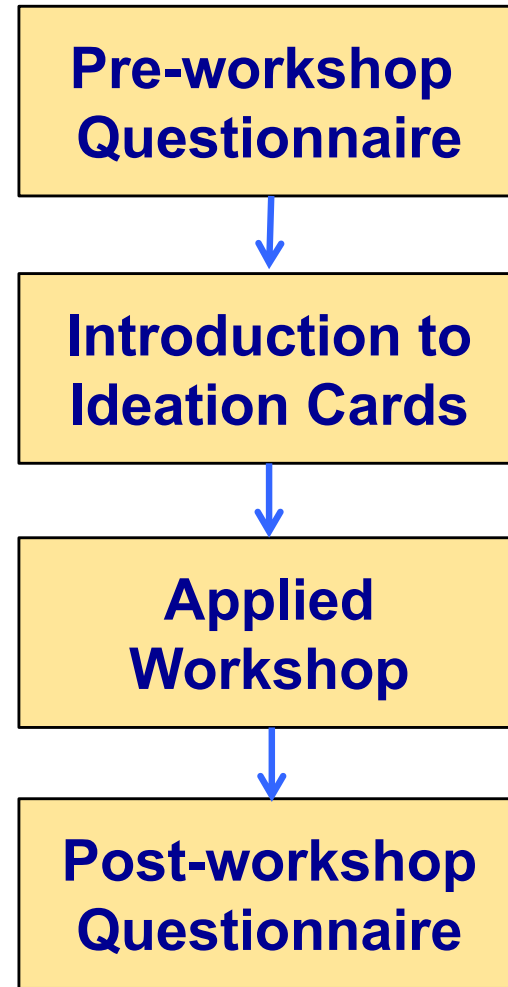 Pre-workshop
Questionnaire
Introduction to
Ideation Cards
Applied
Workshop
Post-workshop
Questionnaire